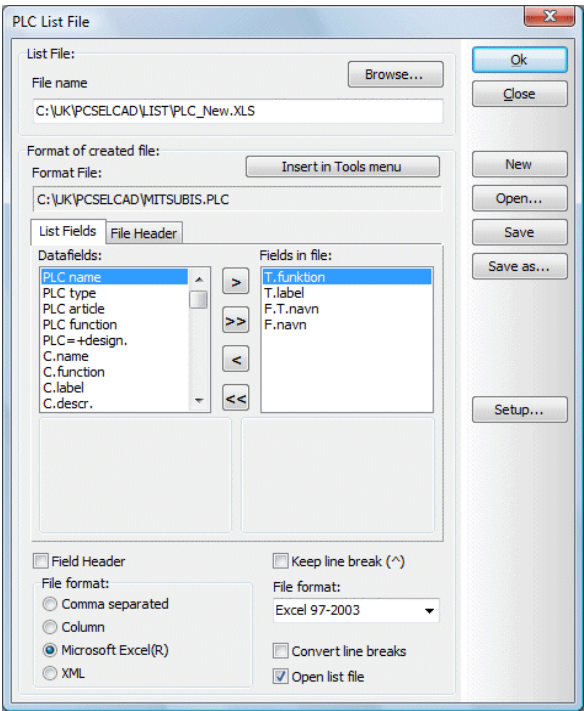 PLC List File
List File:
File name
Browse...
C:\UK\PCSELCAD\LIST\PLC_New.XLS
Format of created file:
Format File:
Insert in Tools menu
C:\UK\PCSELCAD\MITSUBIS.PLC
List Fields
File Header
Datafields:
PLC name
PLC type
PLC article
PLC function
PLC=+design.
C.name
C.function
C.label
C.descr.
>
>>
<
<<
Fields in file:
T.funktion
T.label
F.T.navn
F.navn
Field Header
File format:
Comma separated
Column
Microsoft Excel(R)
XML
Keep line break (^)
File format:
Excel 97-2003
Convert line breaks
Open list file
Ok
Close
New
Open...
Save
Save as...
Setup...